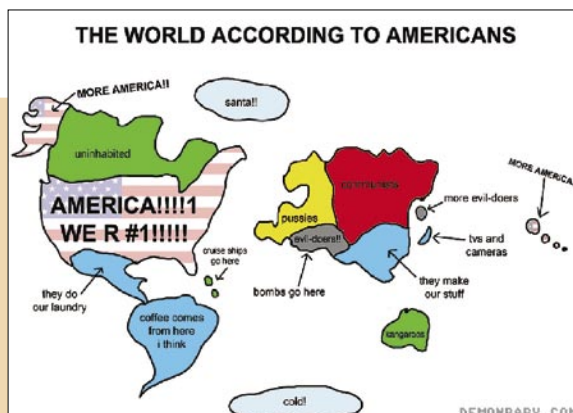 THE WORLD ACCORDING TO AMERICANS
MORE AMERICA!!
santa!!
uninhabited
AMERICA!!!!1
WE R #1!!!!!
pussies
evil-doers!!
more evil-doers
MORE AMERICA!
tvs and
cameras
cruise ships
go here
they do
our laundry
bombs go here
they make
our stuff
coffee comes
from here
i think
kangaroos
cold!